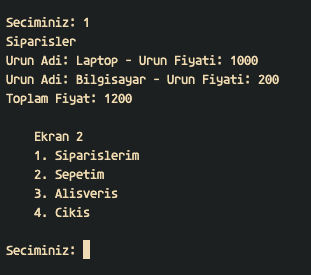 Seciminiz: 1
Siparisler
Urun Adi: Laptop - Urun Fiyati: 1000
Urun Adi: Bilgisayar - Urun Fiyati: 200
Toplam Fiyat: 1200
Ekran 2
1. Siparislerim
2. Sepetim
3. Alisveris
4. Cikis
Seciminiz: